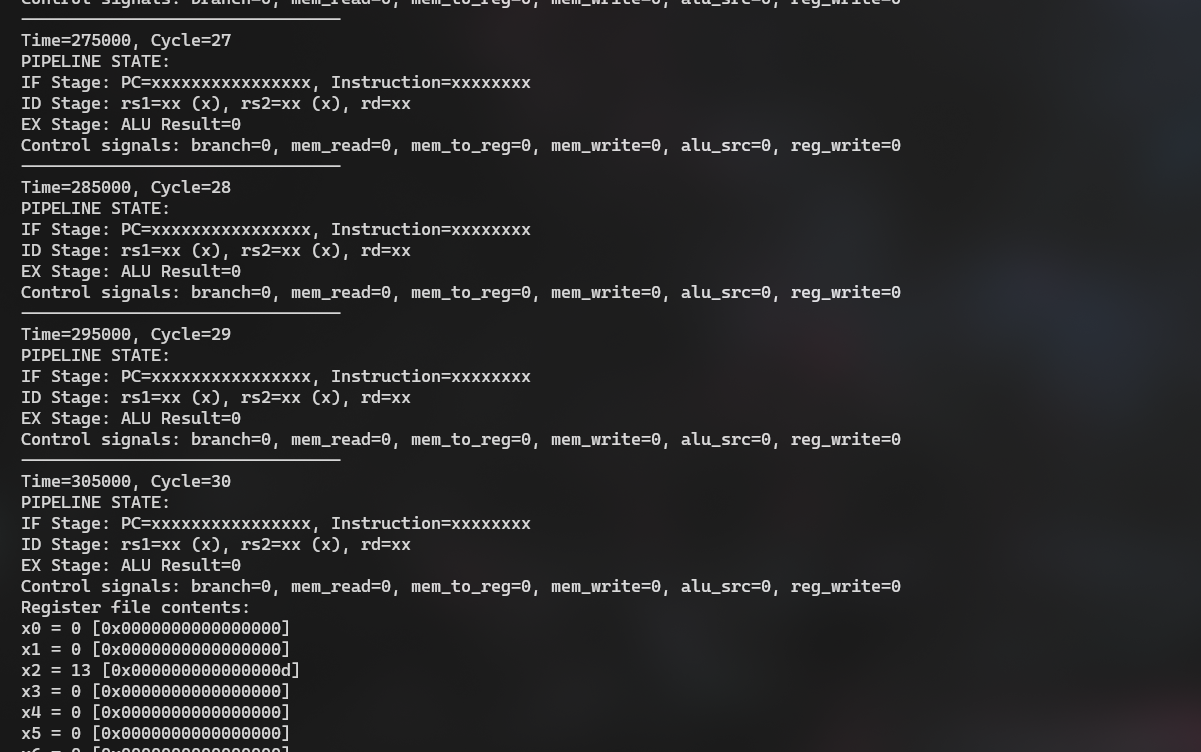 Control signals: branch=0, mem_read=0, mem_to_reg=0, mem_write=0, alu_src=0, reg_write=0
Time=275000, Cycle=27
PIPELINE STATE:
IF Stage: PC=xxxxxxxxxxxxxxxx, Instruction=xxxxxxxx
ID Stage: rs1=xx (x), rs2=xx (x), rd=xx
EX Stage: ALU Result=0
Control signals: branch=0, mem_read=0, mem_to_reg=0, mem_write=0, alu_src=0, reg_write=0
Time=285000, Cycle=28
PIPELINE STATE:
IF Stage: PC=xxxxxxxxxxxxxxxx, Instruction=xxxxxxxx
ID Stage: rs1=xx (x), rs2=xx (x), rd=xx
EX Stage: ALU Result=0
Control signals: branch=0, mem_read=0, mem_to_reg=0, mem_write=0, alu_src=0, reg_write=0
Time=295000, Cycle=29
PIPELINE STATE:
IF Stage: PC=xxxxxxxxxxxxxxxx, Instruction=xxxxxxxx
ID Stage: rs1=xx (x), rs2=xx (x), rd=xx
EX Stage: ALU Result=0
Control signals: branch=0, mem_read=0, mem_to_reg=0, mem_write=0, alu_src=0, reg_write=0
Time=305000, Cycle=30
PIPELINE STATE:
IF Stage: PC=xxxxxxxxxxxxxxxx, Instruction=xxxxxxxx
ID Stage: rs1=xx (x), rs2=xx (x), rd=xx
EX Stage: ALU Result=0
Control signals: branch=0, mem_read=0, mem_to_reg=0, mem_write=0, alu_src=0, reg_write=0
Register file contents:
x0 = 0 [0x0000000000000000]
x1 = 0 [0x0000000000000000]
x2 = 13 [0x000000000000000d]
x3 = 0 [0x0000000000000000]
x4 = 0 [0x0000000000000000]
x5 = 0 [0x0000000000000000]